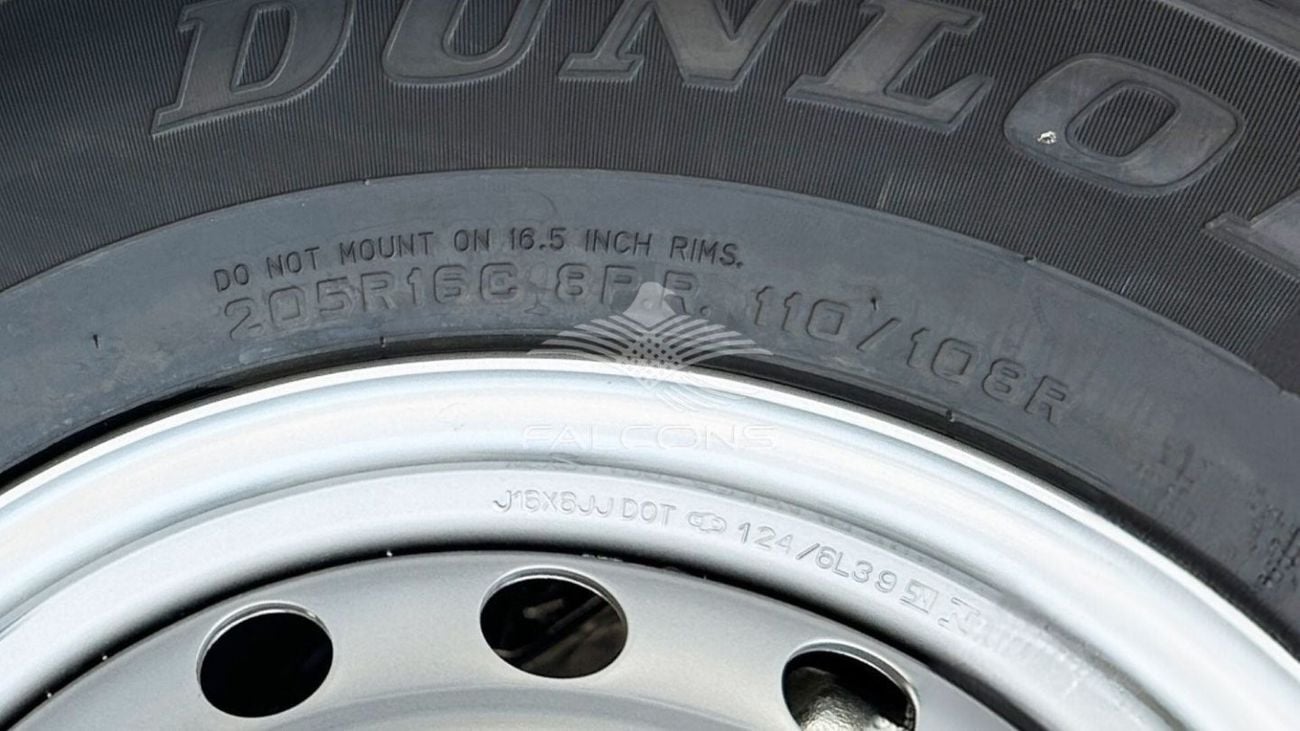 DUNLO
DO NOT MOUNT ON 16.5 INCH RIMS.
205R16C 8P.R. 110/108R
FALCONS
J16X6JJ DOT 124/6L39